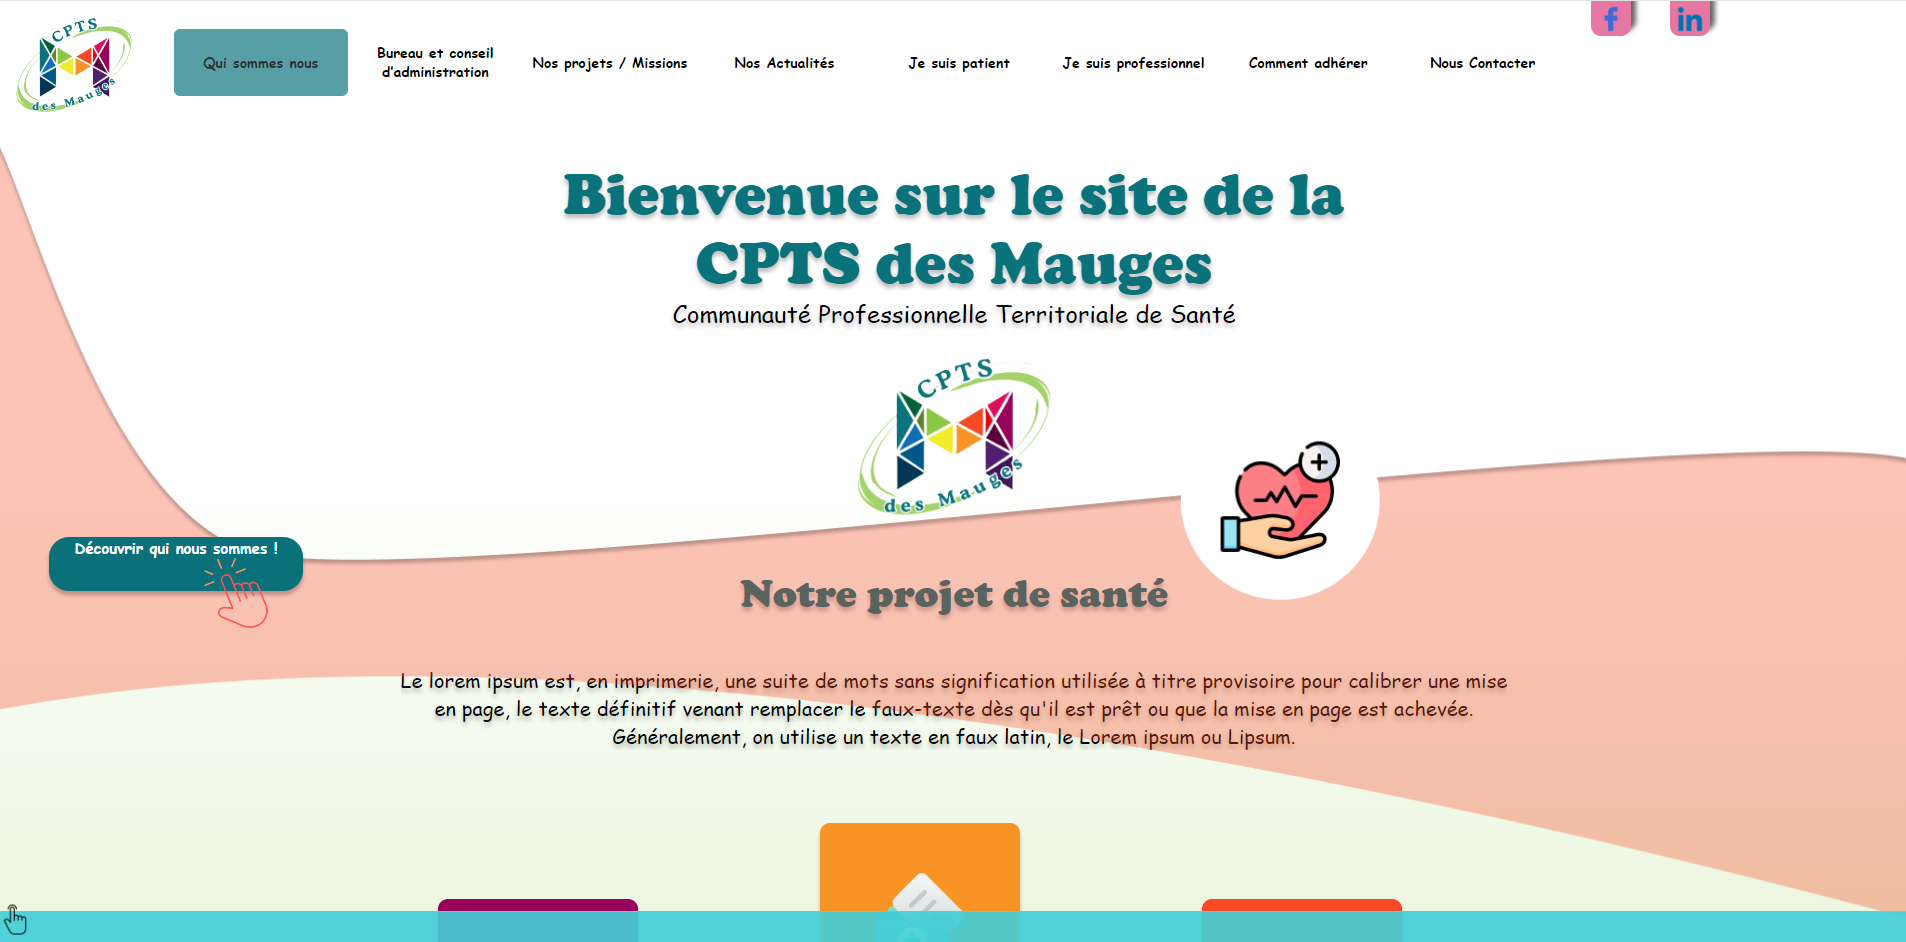 CPTS
des Mauges
Qui sommes nous
Bureau et conseil
d'administration
Nos projets / Missions
Nos Actualités
Je suis patient
Je suis professionnel
Comment adhérer
Nous Contacter
f
in
Bienvenue sur le site de la
CPTS des Mauges
Communauté Professionnelle Territoriale de Santé
CPTS
des Mauges
Découvrir qui nous sommes !
Notre projet de santé
Le lorem ipsum est, en imprimerie, une suite de mots sans signification utilisée à titre provisoire pour calibrer une mise
en page, le texte définitif venant remplacer le faux-texte dès qu'il est prêt ou que la mise en page est achevée.
Généralement, on utilise un texte en faux latin, le Lorem ipsum ou Lipsum.